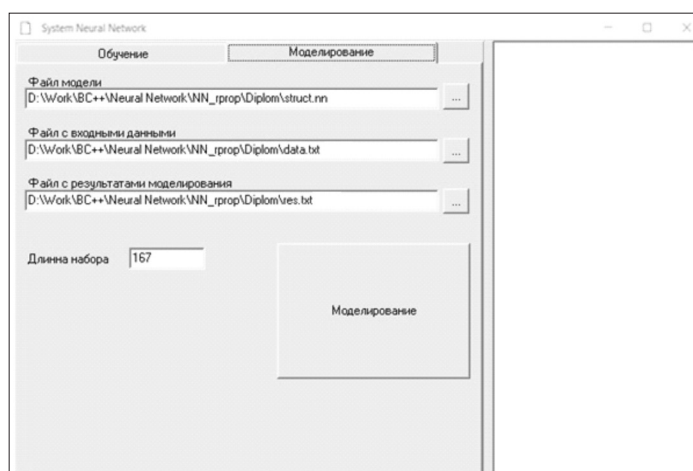 System Neural Network
Обучение
Моделирование
Файл модели
D:\Work\BC++\Neural Network\NN_rprop\Diplom\struct.nn
...
Файл с входными данными
D:\Work\BC++\Neural Network\NN_rprop\Diplom\data.txt
...
Файл с результатами моделирования
D:\Work\BC++\Neural Network\NN_rprop\Diplom\res.txt
...
Длинна набора
167
Моделирование